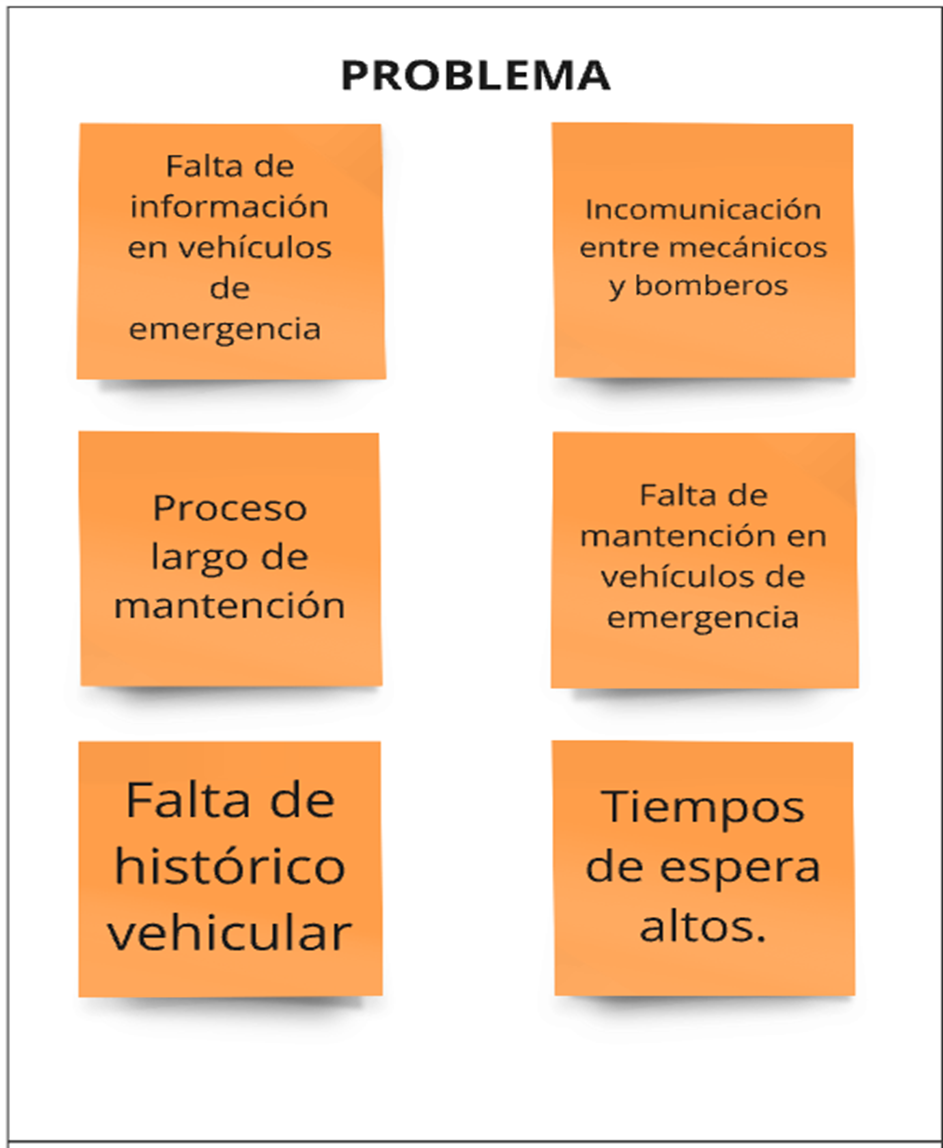 PROBLEMA
Falta de
información
en vehículos
de
emergencia
Incomunicación
entre mecánicos
y bomberos
Proceso
largo de
mantención
Falta de
mantención en
vehículos de
emergencia
Falta de
histórico
vehicular
Tiempos
de espera
altos.